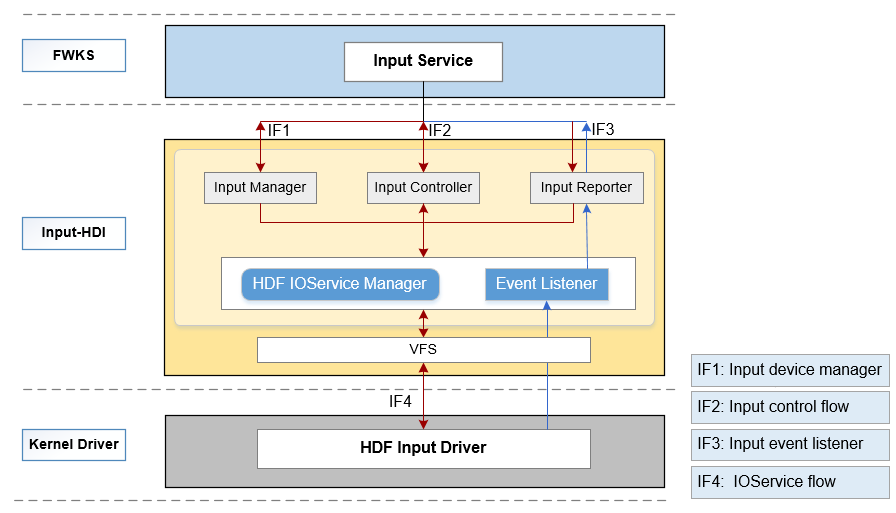 FWKS
Input Service
IF1
IF2
IF3
Input Manager
Input Controller
Input Reporter
Input-HDI
HDF IOService Manager
Event Listener
VFS
IF4
Kernel Driver
HDF Input Driver
IF1: Input device manager
IF2: Input control flow
IF3: Input event listener
IF4: IOService flow